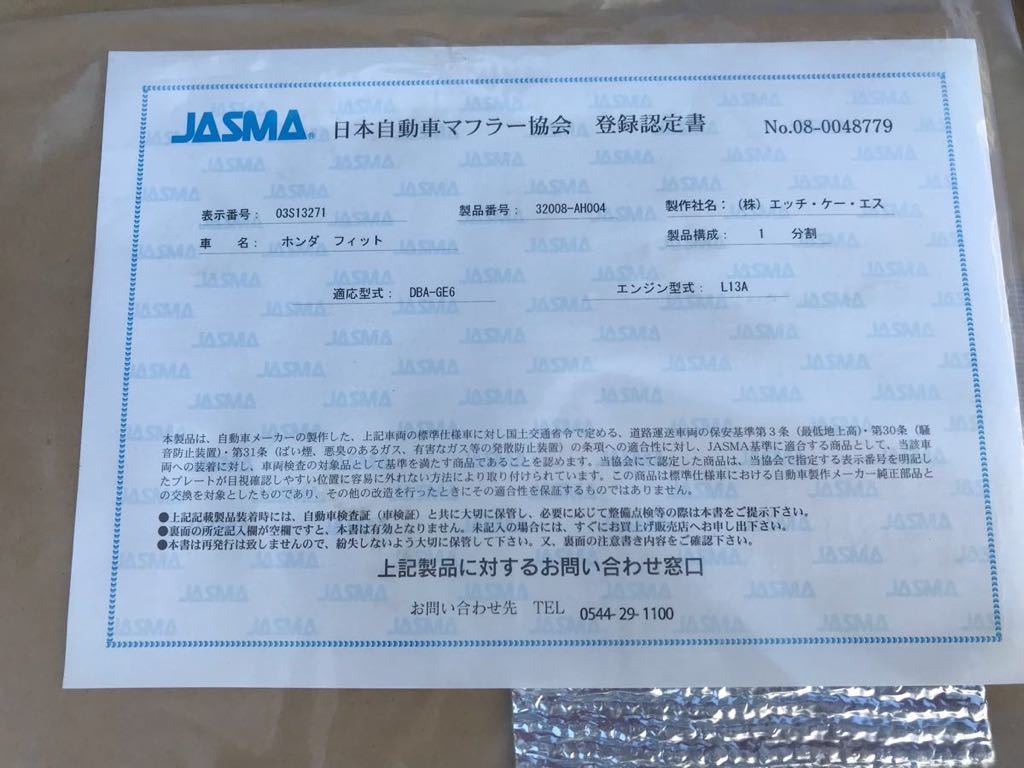 JASMA® 日本自動車マフラー協会 登録認定書 No.08-0048779
表示番号： 03S13271 製品番号： 32008-AH004 製作社名：（株）エッチ・ケー・エス
車 名： ホンダ フィット 製品構成： 1 分割
適応型式： DBA-GE6 エンジン型式： L13A
本製品は、自動車メーカーの製作した、上記車両の標準仕様車に対し国土交通省令で定める、道路運送車両の保安基準第３条（最低地上高）・第30条（騒
音防止装置）・第31条（ばい煙、悪臭のあるガス、有害なガス等の発散防止装置）の条項への適合性に対し、JASMA基準に適合する商品として、当該車
両への装着に対し、車両検査の対象品として基準を満たす商品であることを認めます。当協会にて認定した商品は、当協会で指定する表示番号を明記し
たプレートが目視確認しやすい位置に容易に外れない方法により取り付けられています。この商品は標準仕様車における自動車製作メーカー純正部品と
の交換を対象としたものであり、その他の改造を行ったときにその適合性を保証するものではありません。
●上記記載製品装着時には、自動車検査証（車検証）と共に大切に保管し、必要に応じて整備点検等の際は本書をご提示下さい。
●裏面の所定記入欄が空欄ですと、本書は有効となりません。未記入の場合には、すぐにお買上げ販売店へお申し出下さい。
●本書は再発行は致しませんので、紛失しないよう大切に保管して下さい。又、裏面の注意書き内容をご確認下さい。
上記製品に対するお問い合わせ窓口
お問い合わせ先 TEL 0544-29-1100